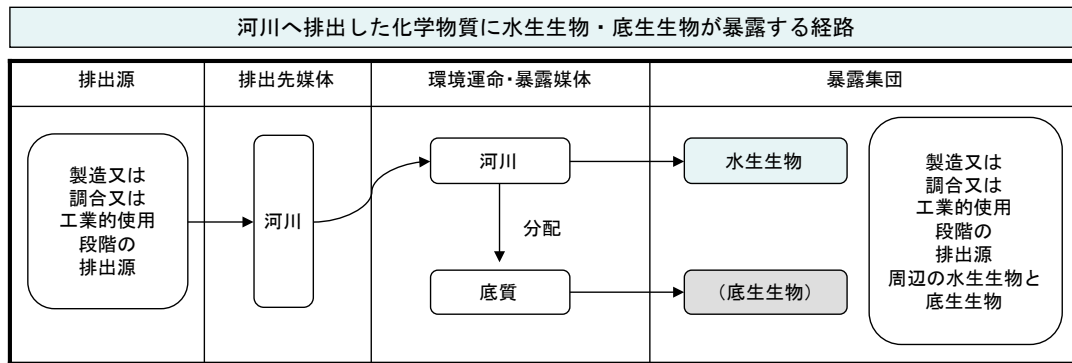 河川へ排出した化学物質に水生生物・底生生物が暴露する経路
排出源
排出先媒体
環境運命・暴露媒体
暴露集団
製造又は
調合又は
工業的使用
段階の
排出源
河川
河川
分配
底質
水生生物
(底生生物)
製造又は
調合又は
工業的使用
段階の
排出源
周辺の水生生物と
底生生物